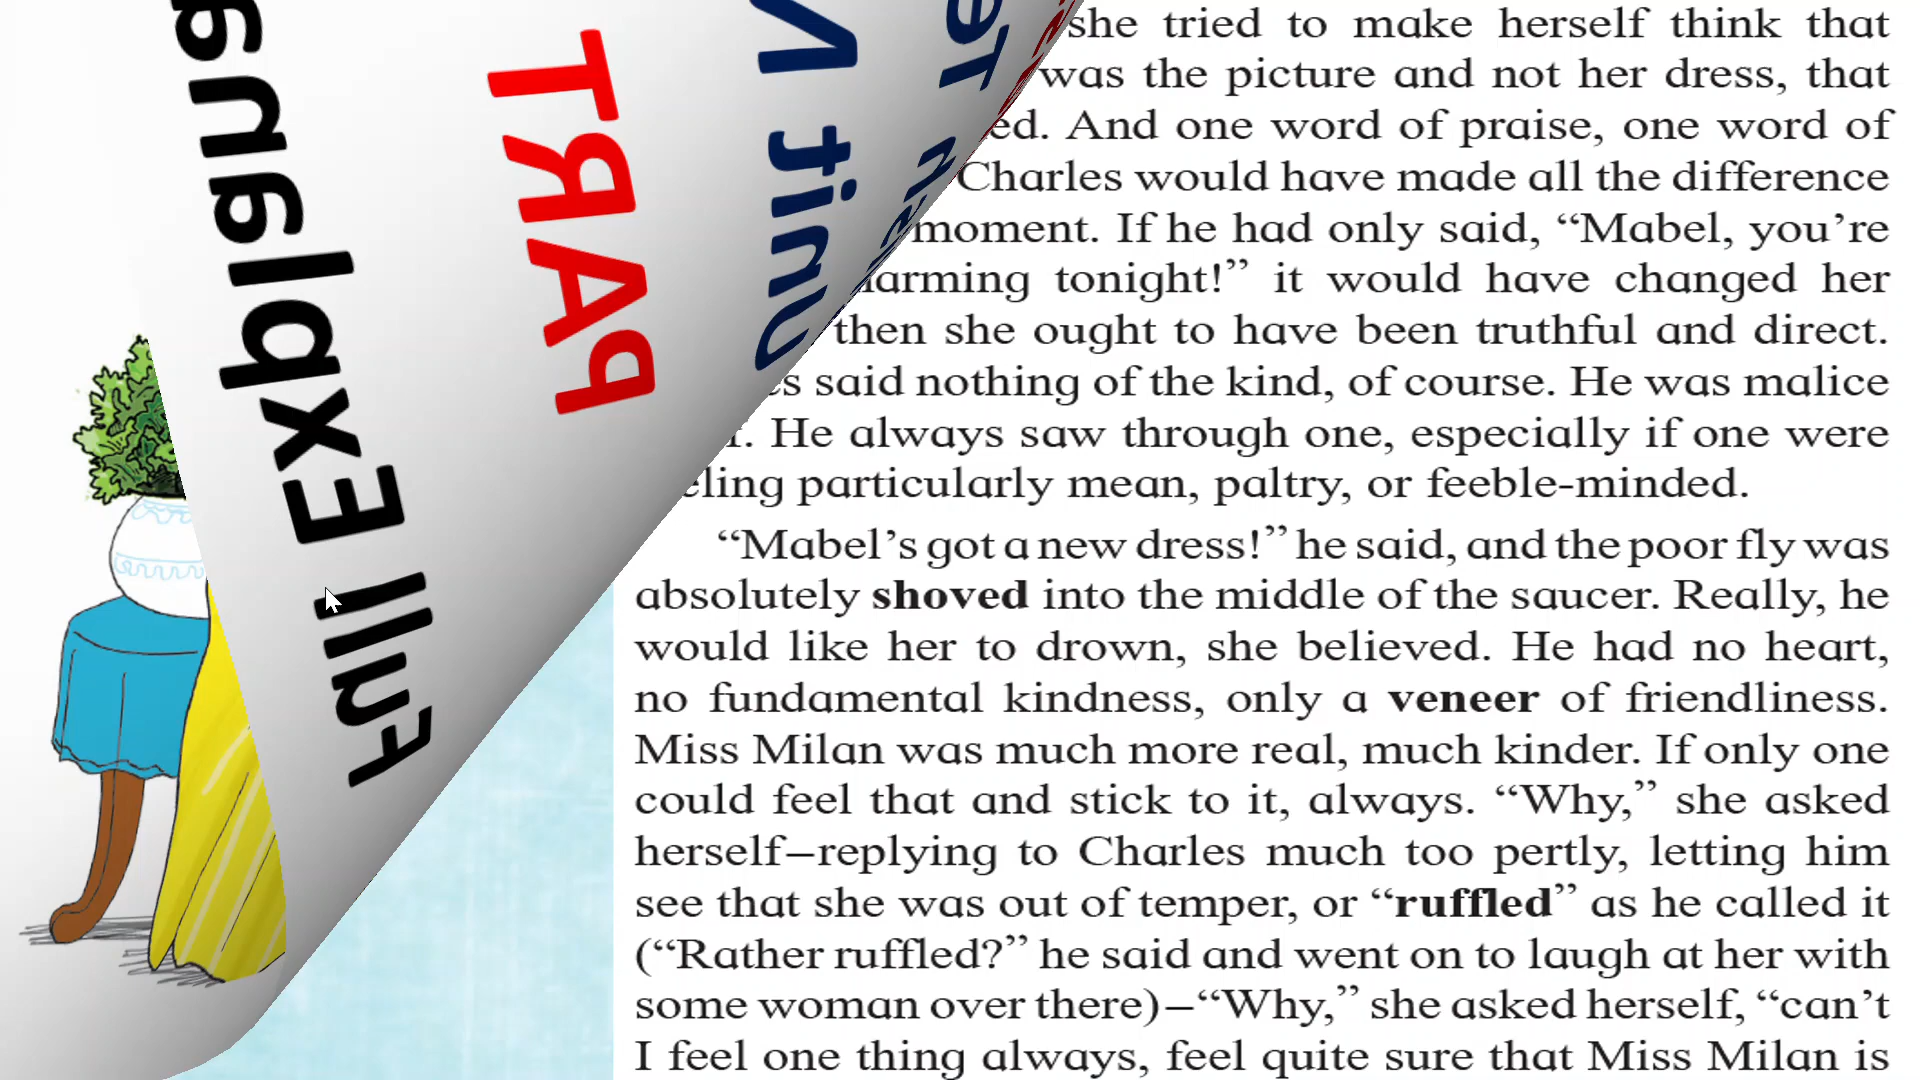 she tried to make herself think that
was the picture and not her dress, that
ed. And one word of praise, one word of
Charles would have made all the difference
moment. If he had only said, “Mabel, you’re
arming tonight!” it would have changed her
then she ought to have been truthful and direct.
es said nothing of the kind, of course. He was malice
f. He always saw through one, especially if one were
eling particularly mean, paltry, or feeble-minded.
“Mabel’s got a new dress!” he said, and the poor fly was
absolutely shoved into the middle of the saucer. Really, he
would like her to drown, she believed. He had no heart,
no fundamental kindness, only a veneer of friendliness.
Miss Milan was much more real, much kinder. If only one
could feel that and stick to it, always. “Why,” she asked
herself–replying to Charles much too pertly, letting him
see that she was out of temper, or “ruffled” as he called it
(“Rather ruffled?” he said and went on to laugh at her with
some woman over there)–“Why,” she asked herself, “can’t
I feel one thing always, feel quite sure that Miss Milan is
Full Expl
PART
Unit